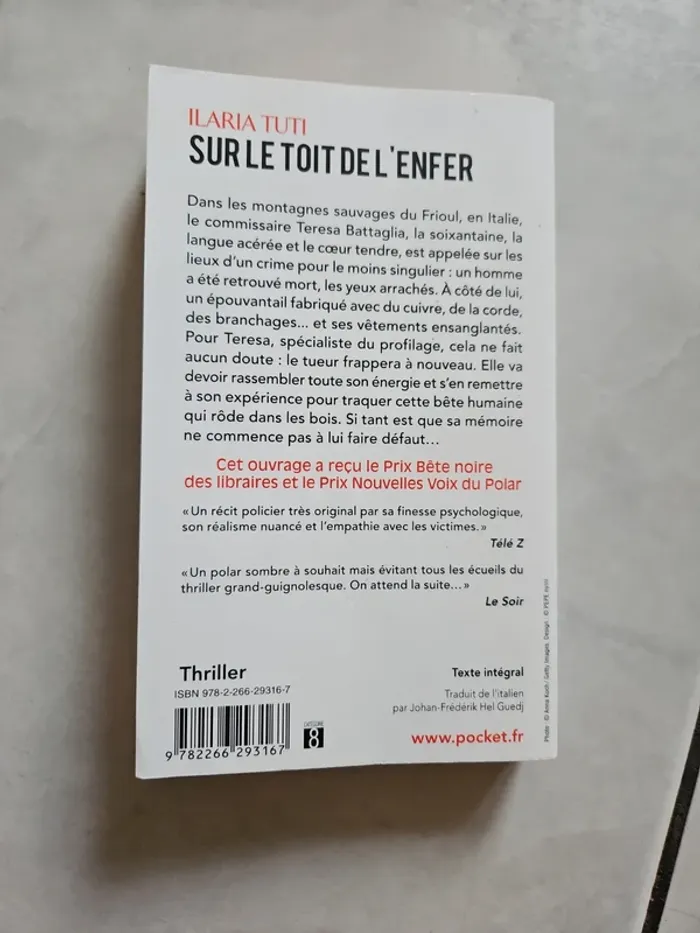 ILARIA TUTI
SUR LE TOIT DE L'ENFER
Dans les montagnes sauvages du Frioul, en Italie,
le commissaire Teresa Battaglia, la soixantaine, la
langue acérée et le cœur tendre, est appelée sur les
lieux d'un crime pour le moins singulier : un homme
a été retrouvé mort, les yeux arrachés. À côté de lui,
un épouvantail fabriqué avec du cuivre, de la corde,
des branchages... et ses vêtements ensanglantés.
Pour Teresa, spécialiste du profilage, cela ne fait
aucun doute : le tueur frappera à nouveau. Elle va
devoir rassembler toute son énergie et s'en remettre
à son expérience pour traquer cette bête humaine
qui rôde dans les bois. Si tant est que sa mémoire
ne commence pas à lui faire défaut...
Cet ouvrage a reçu le Prix Bête noire
des libraires et le Prix Nouvelles Voix du Polar
« Un récit policier très original par sa finesse psychologique,
son réalisme nuancé et l'empathie avec les victimes. »
Télé Z
« Un polar sombre à souhait mais évitant tous les écueils du
thriller grand-guignolesque. On attend la suite... »
Le Soir
Thriller
ISBN 978-2-266-29316-7
9 782266 293167
CATÉGORIE
8
Texte intégral
Traduit de l'italien
par Johan-Frédérik Hel Guedj
www.pocket.fr
Photo : © Anna Koch / Getty Images. Design : © PEPE